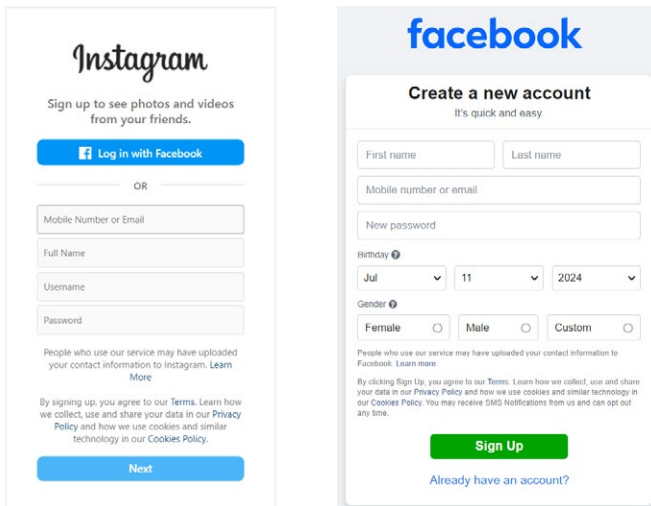 Instagram
Sign up to see photos and videos
from your friends.
Log in with Facebook
OR
Mobile Number or Email
Full Name
Username
Password
People who use our service may have uploaded
your contact information to Instagram. Learn
More
By signing up, you agree to our Terms. Learn how
we collect, use and share your data in our Privacy
Policy and how we use cookies and similar
technology in our Cookies Policy.
Next
facebook
Create a new account
It's quick and easy.
First name Last name
Mobile number or email
New password
Birthday
Jul 11 2024
Gender
Female Male Custom
People who use our service may have uploaded your contact information to
Facebook. Learn more
By clicking Sign Up, you agree to our Terms. Learn how we collect, use and share
your data in our Privacy Policy and how we use cookies and similar technology in
our Cookies Policy. You may receive SMS Notifications from us and can opt out
any time.
Sign Up
Already have an account?